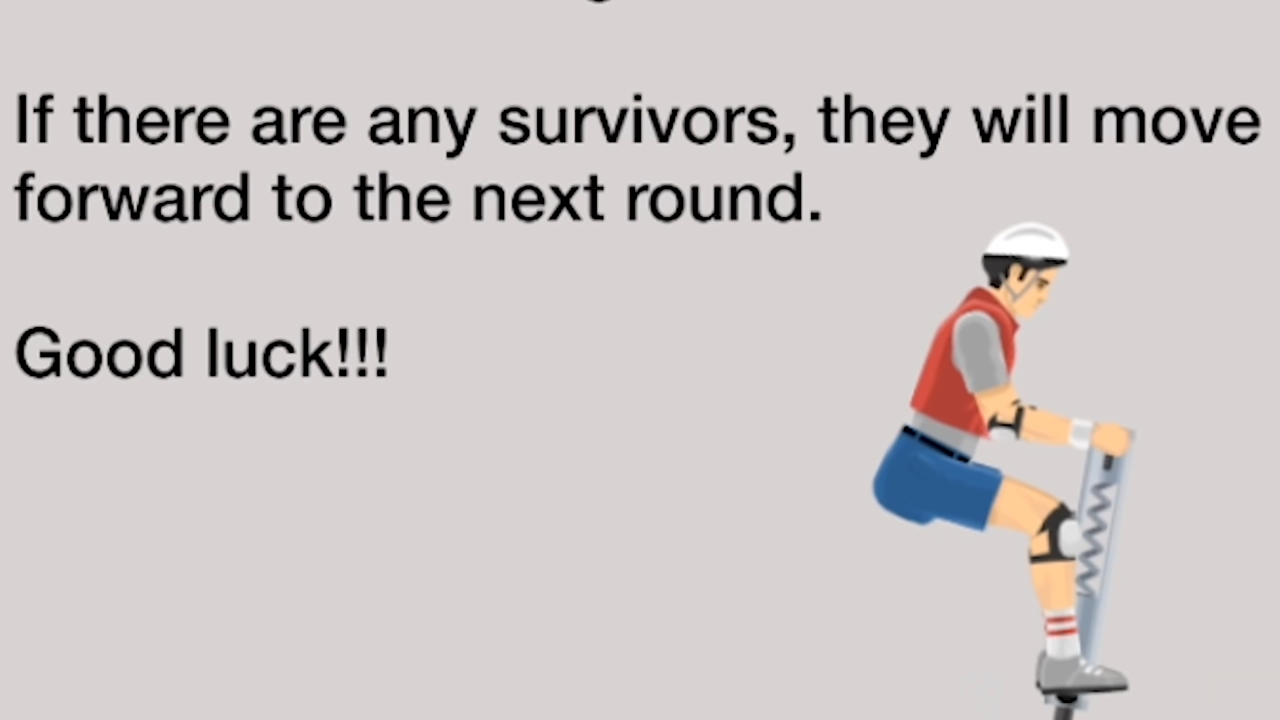 If there are any survivors, they will move
forward to the next round.
Good luck!!!